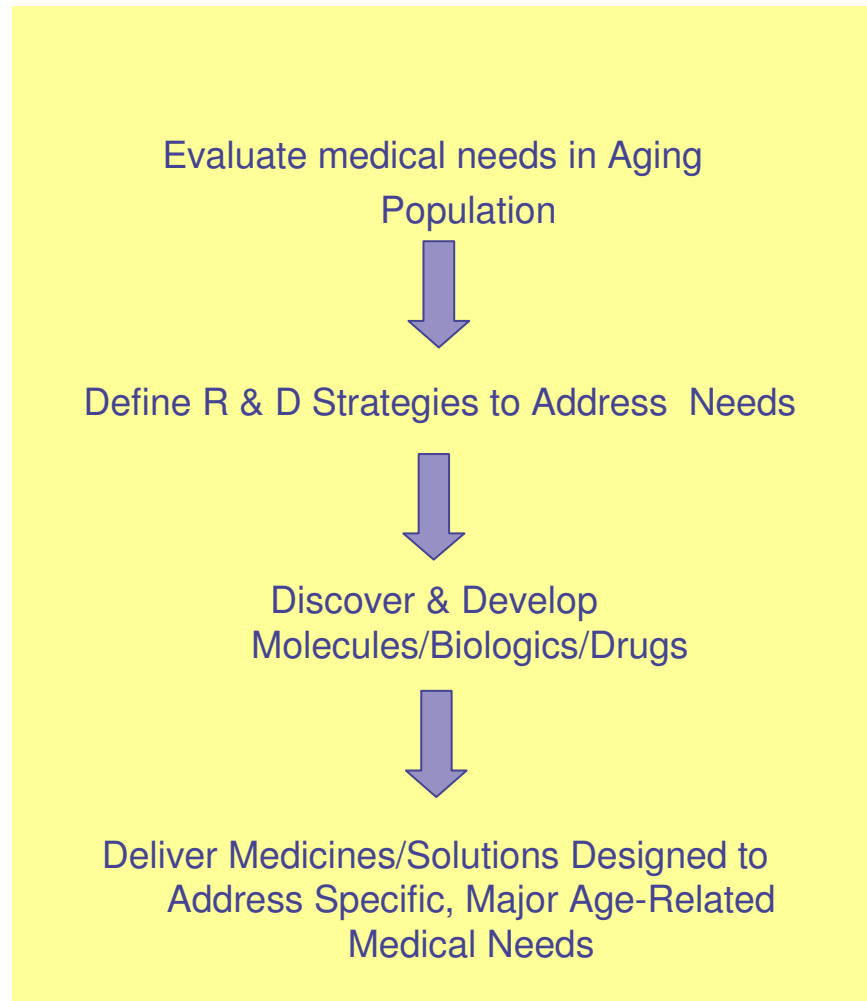 Evaluate medical needs in Aging
Population
Define R & D Strategies to Address  Needs
Discover & Develop
Molecules/Biologics/Drugs
Deliver Medicines/Solutions Designed to
Address Specific, Major Age-Related
Medical Needs